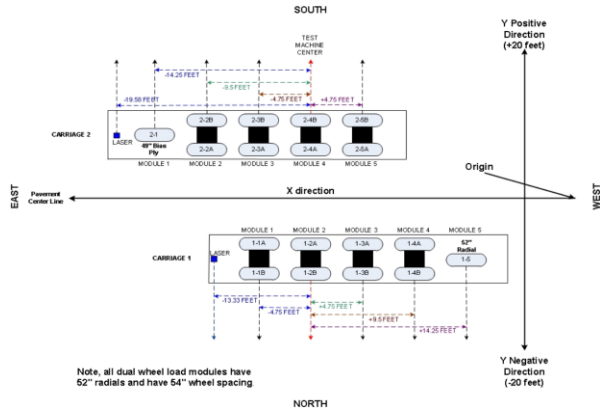 SOUTH
Y Positive
Direction
(+20 feet)
TEST
MACHINE
CENTER
-14.25 FEET
-9.5 FEET
-4.75 FEET
+4.75 FEET
-19.58 FEET
CARRIAGE 2
LASER
2-1
49" Bias
Ply
2-2B
2-3B
2-4B
2-5B
2-2A
2-3A
2-4A
2-5A
MODULE 1
MODULE 2
MODULE 3
MODULE 4
MODULE 5
Origin
EAST
Pavement
Center Line
X direction
WEST
MODULE 1
MODULE 2
MODULE 3
MODULE 4
MODULE 5
CARRIAGE 1
LASER
1-1A
1-2A
1-3A
1-4A
52"
Radial
1-5
1-1B
1-2B
1-3B
1-4B
-13.33 FEET
+4.75 FEET
-4.75 FEET
+9.5 FEET
+14.25 FEET
Note, all dual wheel load modules have
52" radials and have 54" wheel spacing.
Y Negative
Direction
(-20 feet)
NORTH